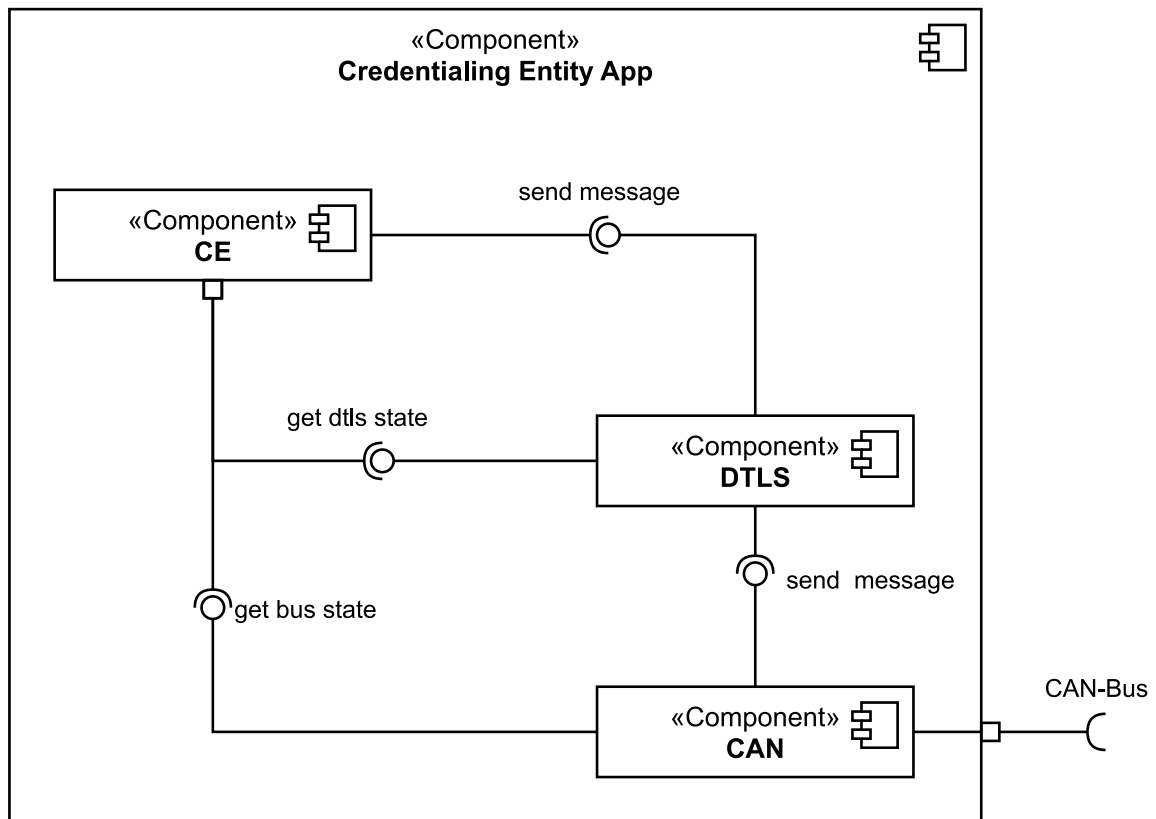 «Component»
Credentialing Entity App
send message
«Component»
CE
get dtls state
«Component»
DTLS
send message
get bus state
CAN-Bus
«Component»
CAN